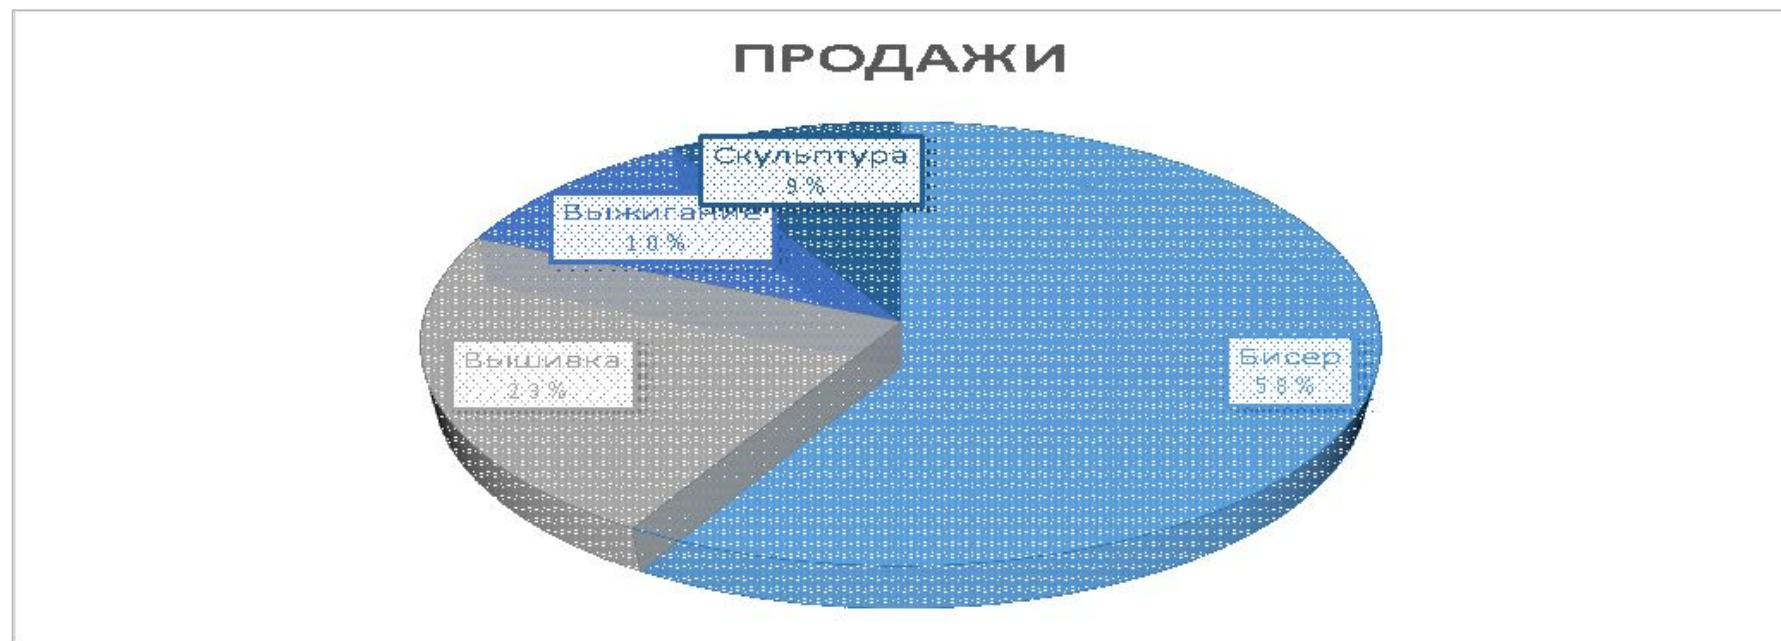 ПРОДАЖИ
Скульптура
9%
Выжигание
10%
Вышивка
23%
Бисер
58%